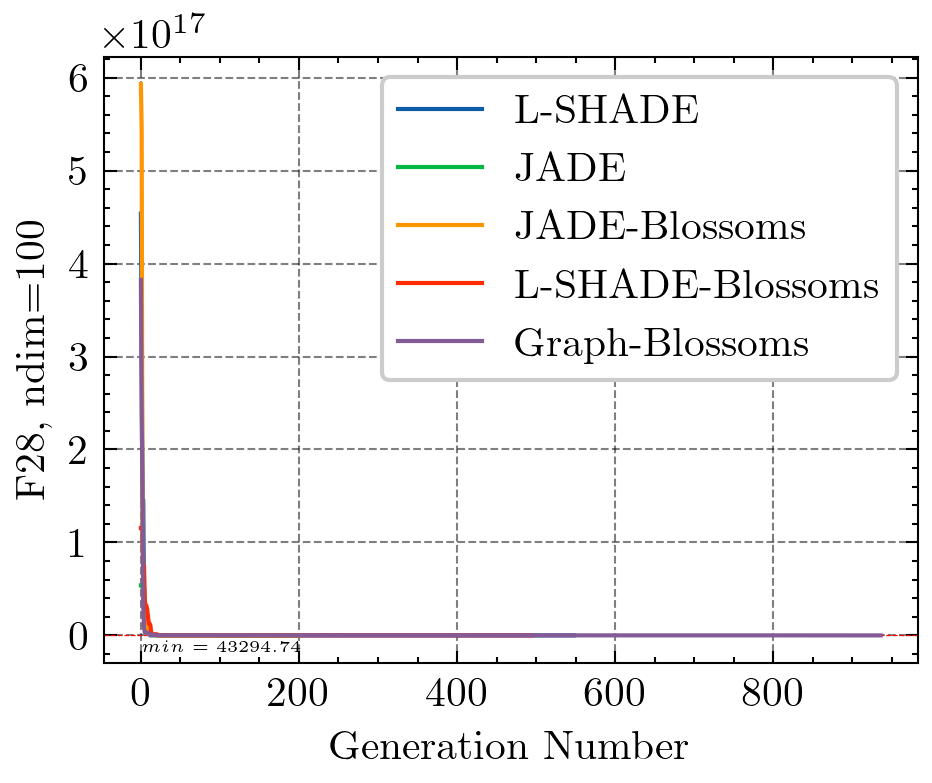 ×10^17
6
5
4
3
2
1
0
F28, ndim=100
L-SHADE
JADE
JADE-Blossoms
L-SHADE-Blossoms
Graph-Blossoms
min = 43294.74
0 200 400 600 800
Generation Number